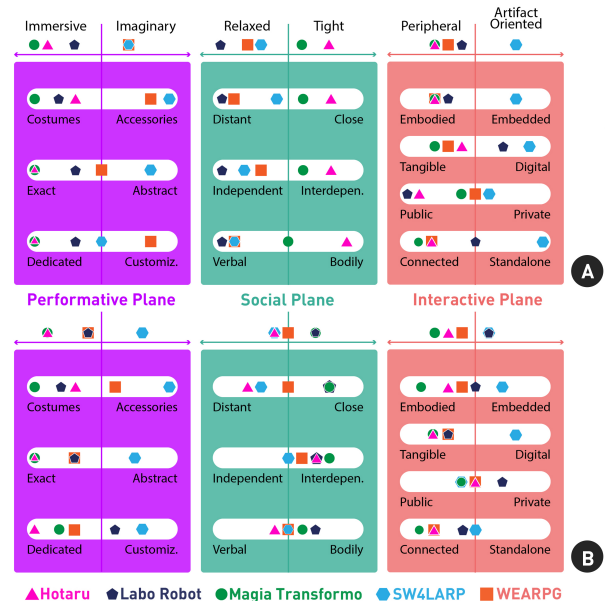 Immersive Imaginary Relaxed Tight Peripheral Artifact Oriented
Costumes Accessories Distant Close Embodied Embedded
Tangible Digital
Exact Abstract Independent Interdepen. Public Private
Dedicated Customiz. Verbal Bodily Connected Standalone
A
Performative Plane Social Plane Interactive Plane
Costumes Accessories Distant Close Embodied Embedded
Tangible Digital
Exact Abstract Independent Interdepen. Public Private
Dedicated Customiz. Verbal Bodily Connected Standalone
B
Hotaru Labo Robot Magia Transformo SW4LARP WEARPG